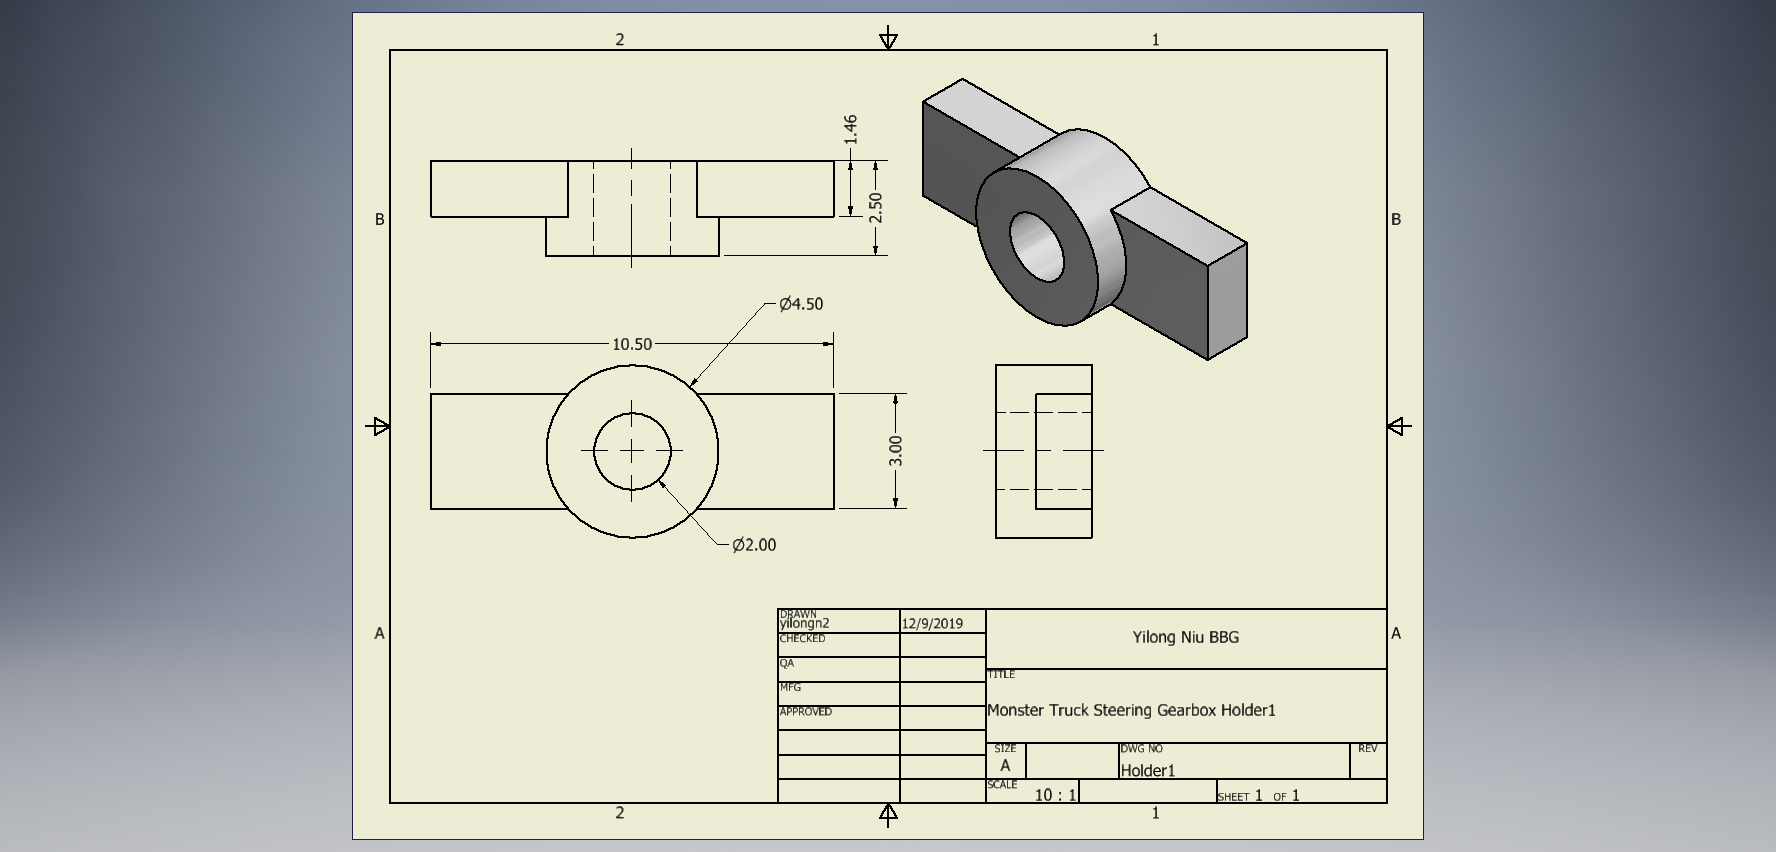 2
1
B
B
1.46
2.50
Ø4.50
10.50
3.00
Ø2.00
A
A
DRAWN
yilongn2
12/9/2019
CHECKED
QA
MFG
APPROVED
Yilong Niu BBG
TITLE
Monster Truck Steering Gearbox Holder1
SIZE
A
DWG NO
Holder1
REV
SCALE
10 : 1
SHEET 1 OF 1
2
1